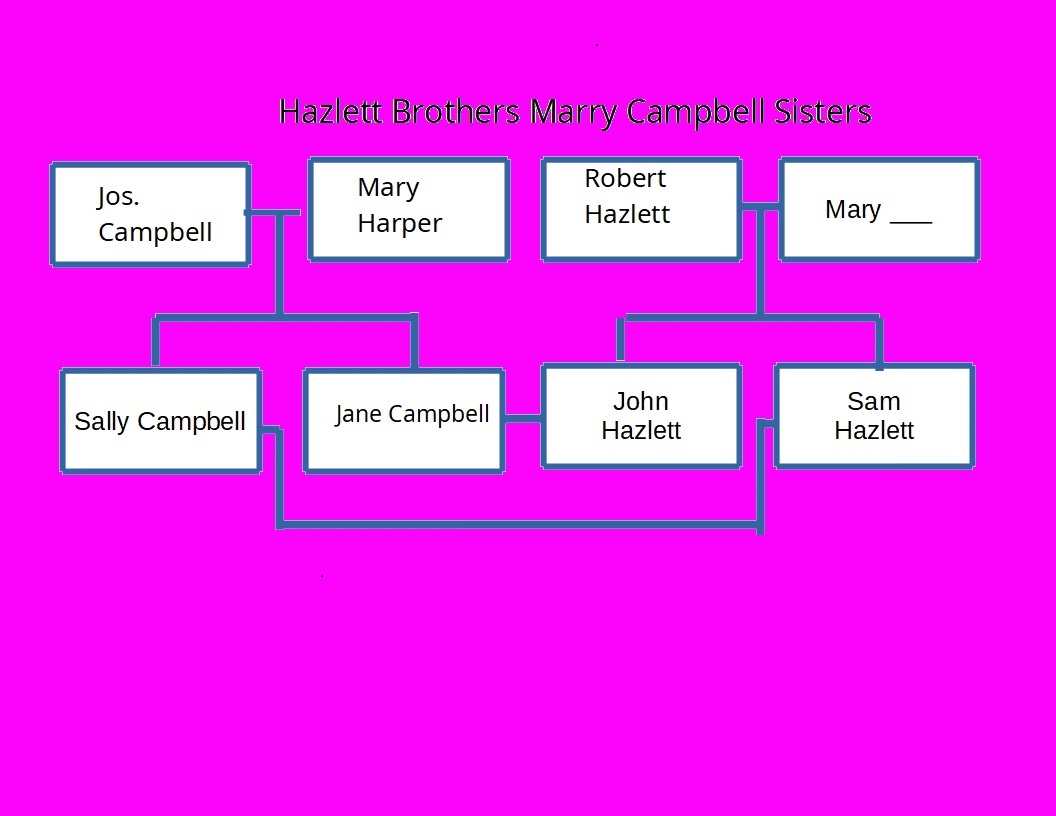 Hazlett Brothers Marry Campbell Sisters
Jos.
Campbell
Mary
Harper
Robert
Hazlett
Mary ___
Sally Campbell
Jane Campbell
John
Hazlett
Sam
Hazlett